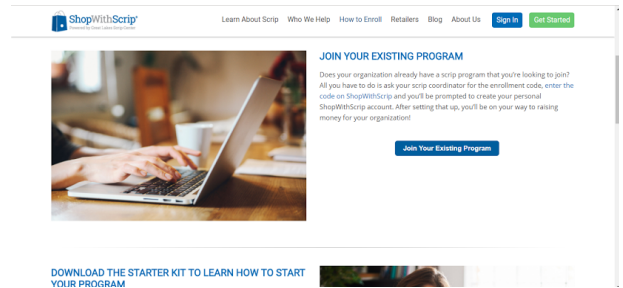 ShopWithScrip®
Powered by Great Lakes Scrip Center
Learn About Scrip Who We Help How to Enroll Retailers Blog About Us Sign In Get Started
JOIN YOUR EXISTING PROGRAM
Does your organization already have a scrip program that you're looking to join?
All you have to do is ask your scrip coordinator for the enrollment code, enter the
code on ShopWithScrip and you'll be prompted to create your personal
ShopWithScrip account. After setting that up, you'll be on your way to raising
money for your organization!
Join Your Existing Program
DOWNLOAD THE STARTER KIT TO LEARN HOW TO START
YOUR PROGRAM